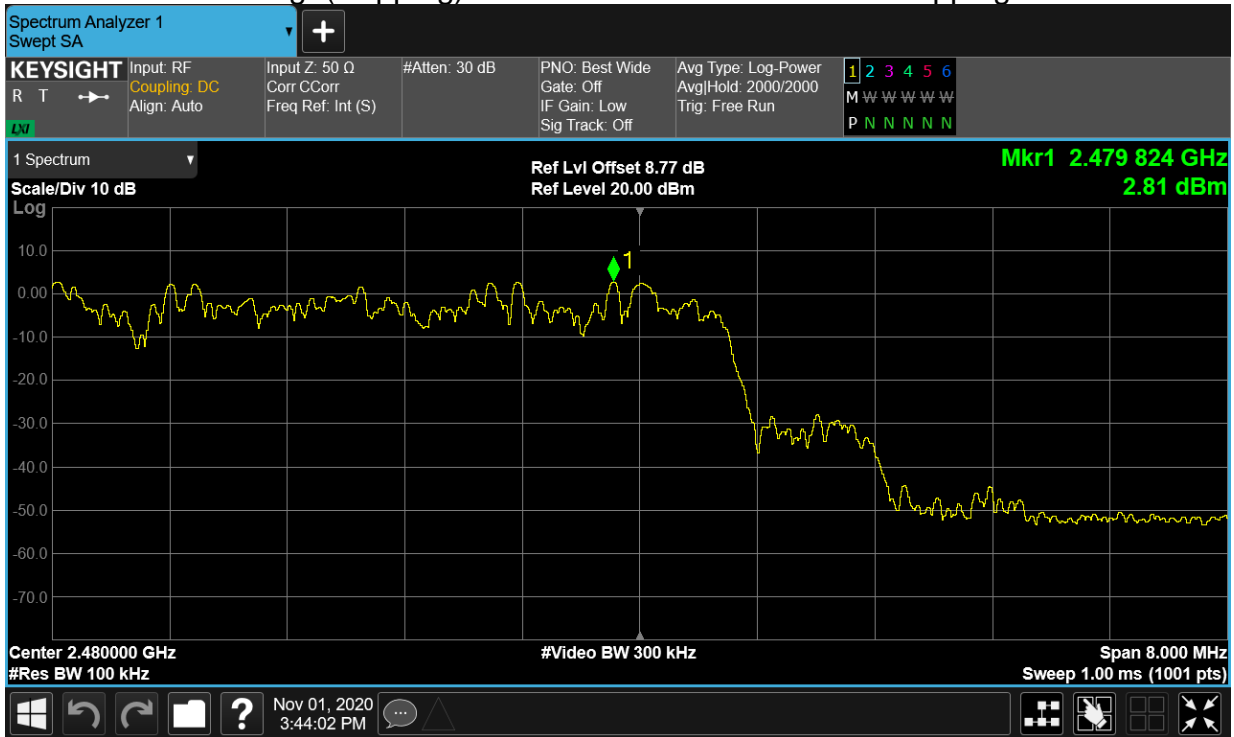 Spectrum Analyzer 1
Swept SA
KEYSIGHT
R T
LXI
Input: RF
Coupling: DC
Align: Auto
Input Z: 50 Ω
Corr CCorr
Freq Ref: Int (S)
#Atten: 30 dB
PNO: Best Wide
Gate: Off
IF Gain: Low
Sig Track: Off
Avg Type: Log-Power
Avg|Hold: 2000/2000
Trig: Free Run
1 2 3 4 5 6
M W W W W W
P N N N N N
1 Spectrum
Scale/Div 10 dB
Log
Ref Lvl Offset 8.77 dB
Ref Level 20.00 dBm
Mkr1 2.479 824 GHz
2.81 dBm
1
10.0
0.00
-10.0
-20.0
-30.0
-40.0
-50.0
-60.0
-70.0
Center 2.480000 GHz
#Res BW 100 kHz
#Video BW 300 kHz
Span 8.000 MHz
Sweep 1.00 ms (1001 pts)
?
Nov 01, 2020
3:44:02 PM